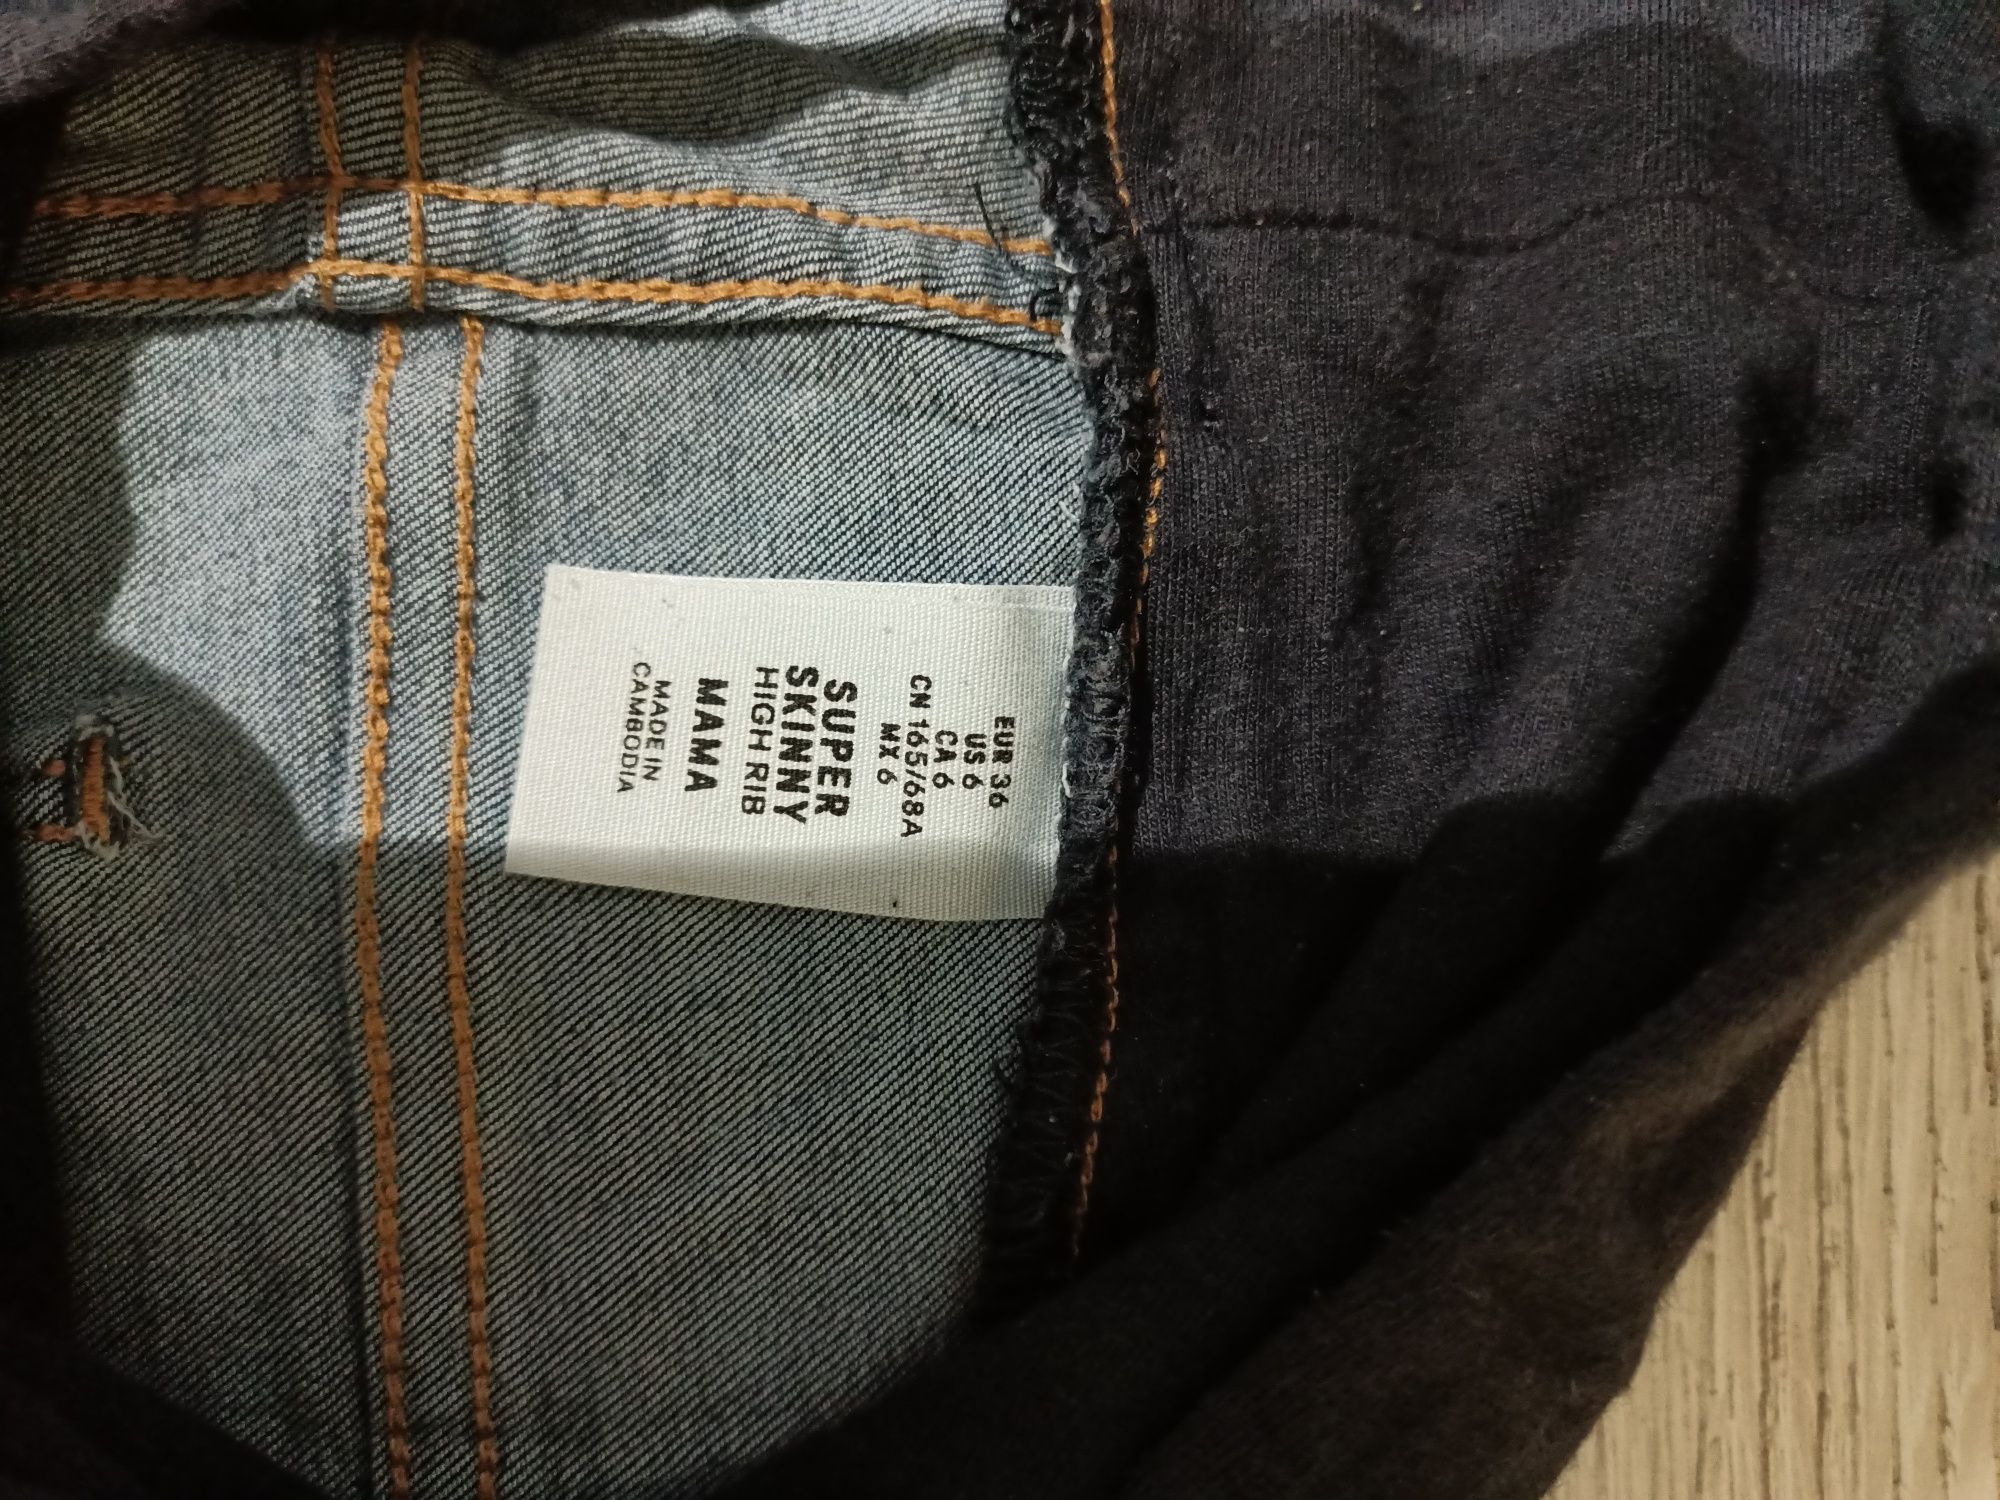 EUR 36
US 6
CA 6
CN 165/68A
MX 6
SUPER
SKINNY
HIGH RIB
MAMA
MADE IN
CAMBODIA